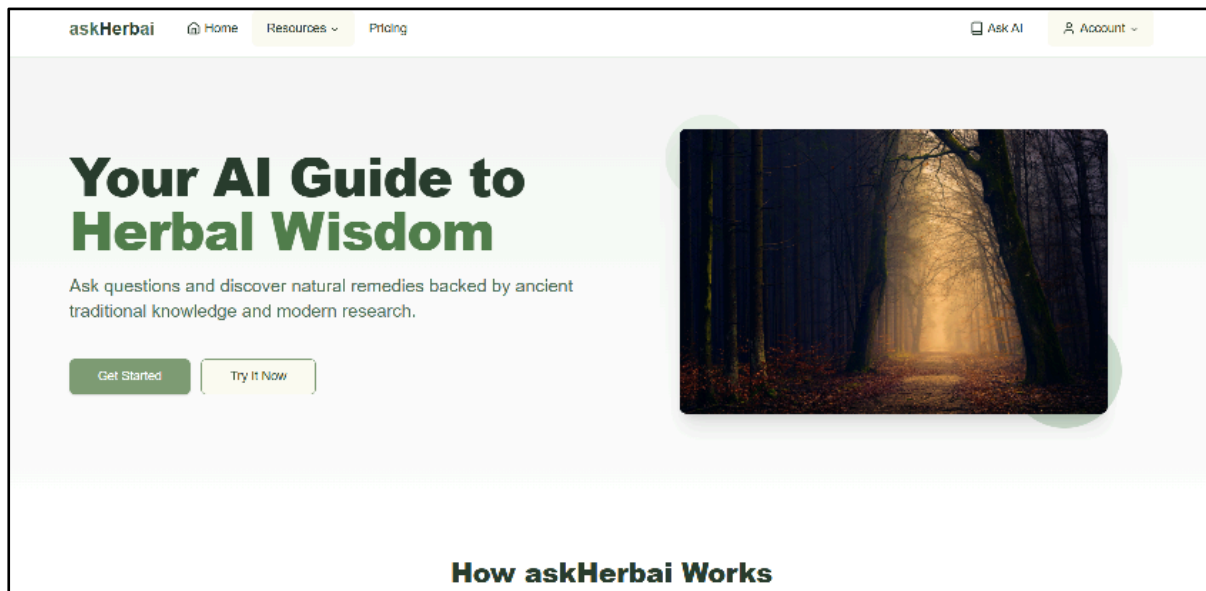 askHerbai
Home
Resources
Pricing
Ask AI
Account
Your AI Guide to
Herbal Wisdom
Ask questions and discover natural remedies backed by ancient
traditional knowledge and modern research.
Get Started
Try It Now
How askHerbai Works